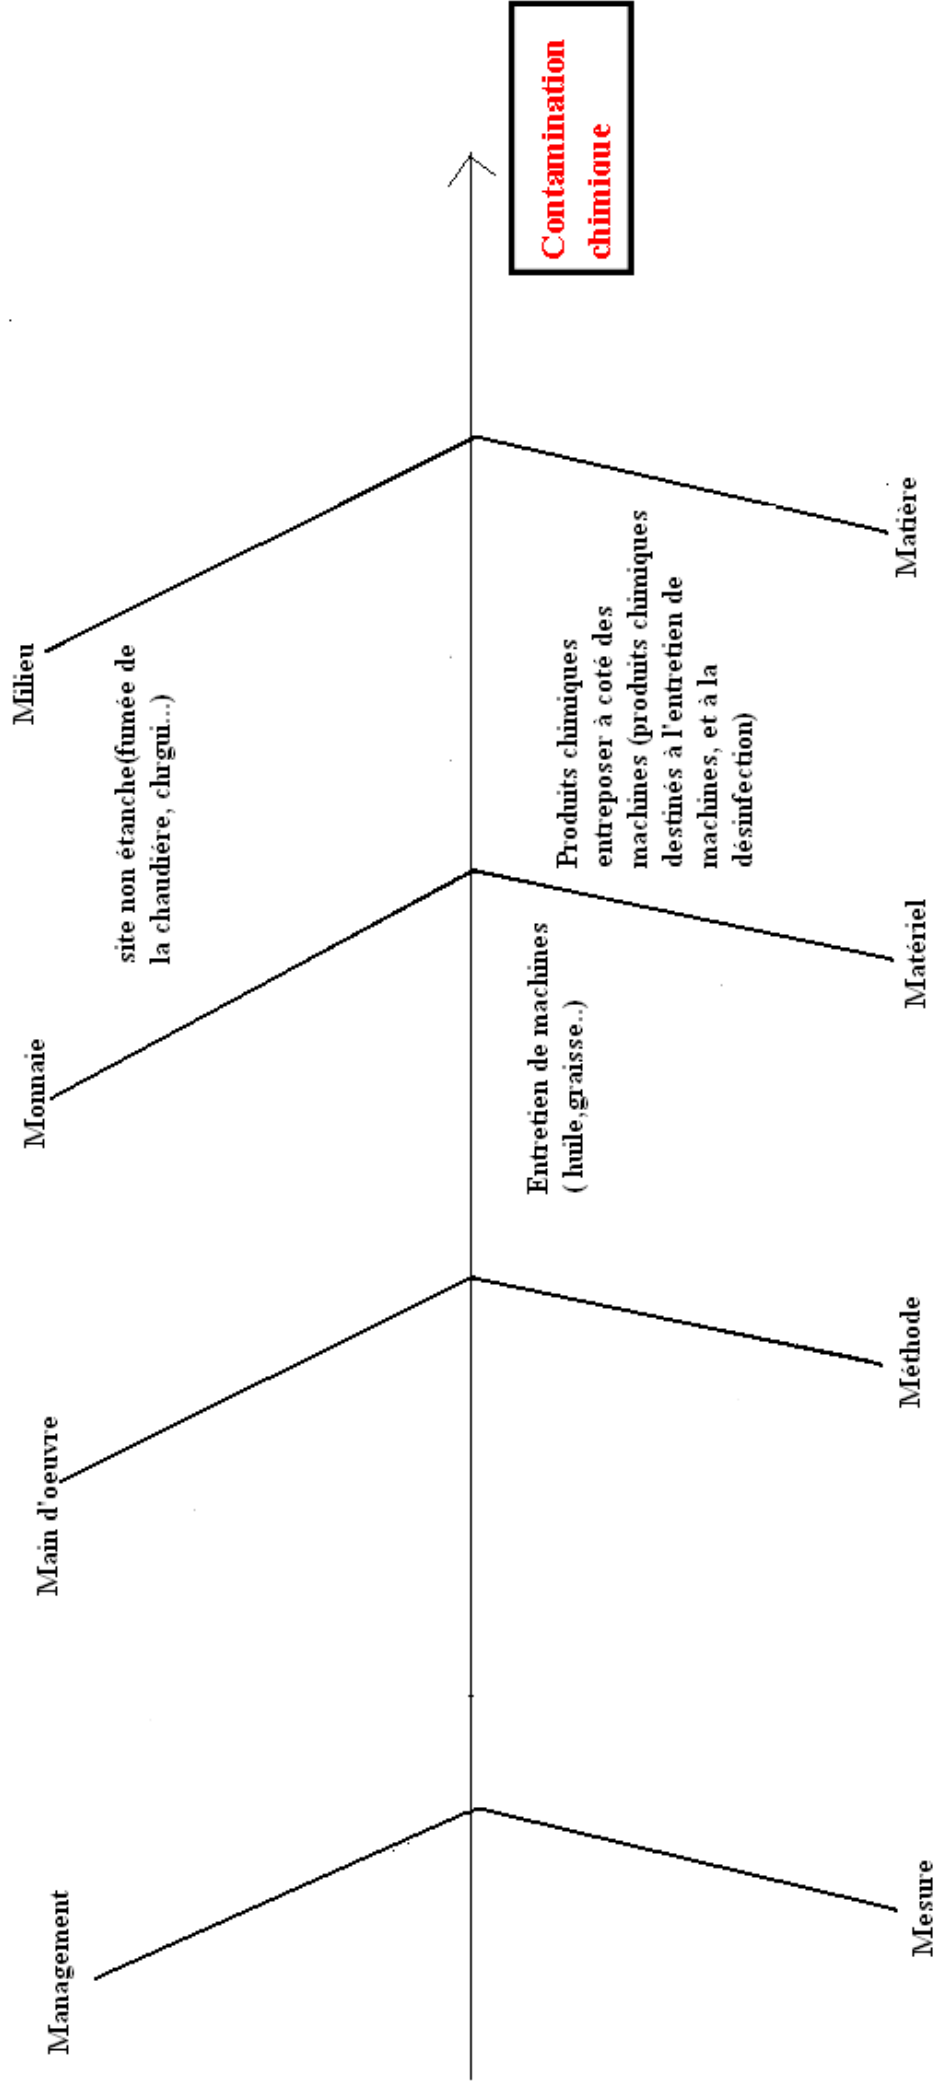 Management
Main d'oeuvre
Monnaie
Milieu
site non étanche(fumée de
la chaudiére, chrgui...)
Contamination
chimique
Entretien de machines
( huile,graisse..)
Produits chimiques
entreposer à coté des
machines (produits chimiques
destinés à l'entretien de
machines, et à la
désinfection)
Mesure
Méthode
Matériel
Matière